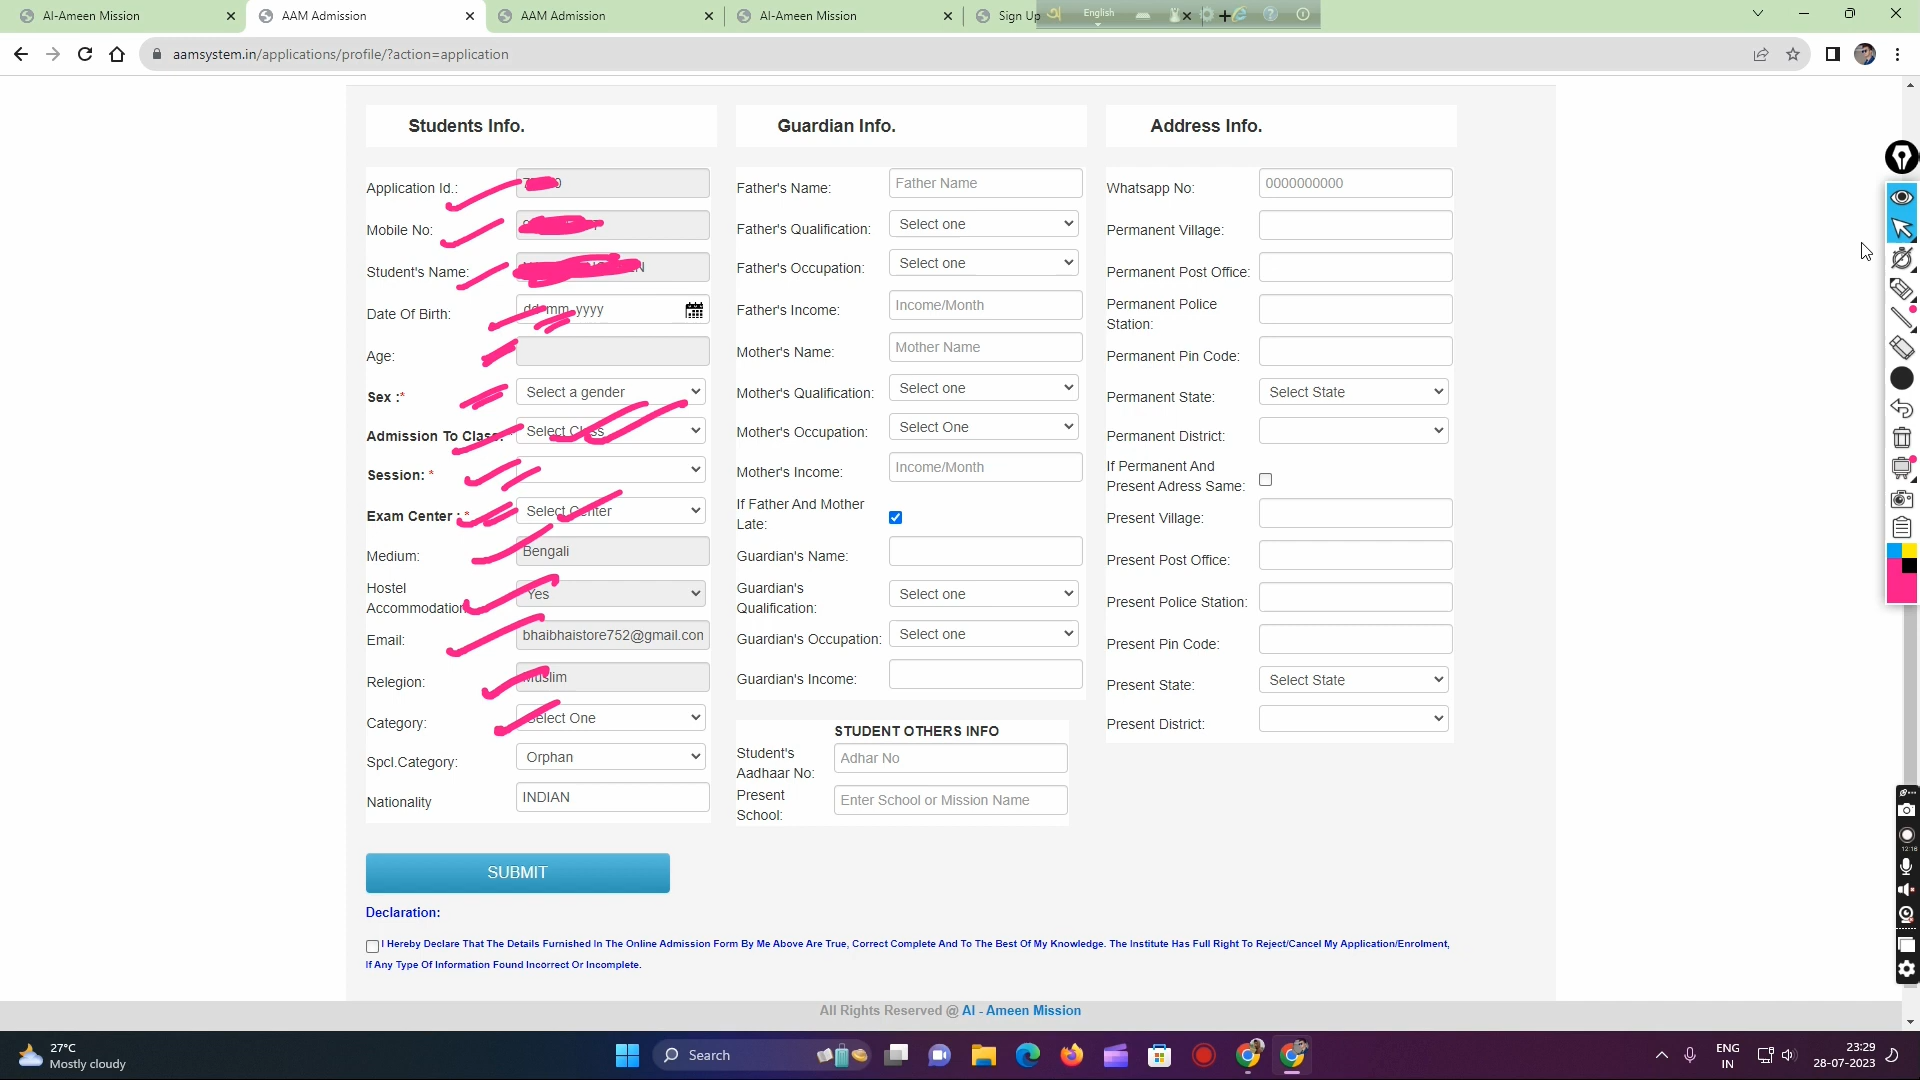 Al-Ameen Mission
AAM Admission
AAM Admission
Al-Ameen Mission
Sign Up
English
aamsystem.in/applications/profile/?action=application
Students Info.
Application Id.:
Mobile No:
Student's Name:
Date Of Birth:
Age:
Sex :* Select a gender
Admission To Class: Select Class
Session: *
Exam Center : * Select Center
Medium: Bengali
Hostel
Accommodation Yes
Email: bhaibhaistore752@gmail.com
Relegion: Muslim
Category: Select One
Spcl.Category: Orphan
Nationality INDIAN
Guardian Info.
Father's Name: Father Name
Father's Qualification: Select one
Father's Occupation: Select one
Father's Income: Income/Month
Mother's Name: Mother Name
Mother's Qualification: Select one
Mother's Occupation: Select One
Mother's Income: Income/Month
If Father And Mother
Late:
Guardian's Name:
Guardian's
Qualification: Select one
Guardian's Occupation: Select one
Guardian's Income:
STUDENT OTHERS INFO
Student's
Aadhaar No: Adhar No
Present
School: Enter School or Mission Name
Address Info.
Whatsapp No: 0000000000
Permanent Village:
Permanent Post Office:
Permanent Police
Station:
Permanent Pin Code:
Permanent State: Select State
Permanent District:
If Permanent And
Present Adress Same:
Present Village:
Present Post Office:
Present Police Station:
Present Pin Code:
Present State: Select State
Present District:
SUBMIT
Declaration:
I Hereby Declare That The Details Furnished In The Online Admission Form By Me Above Are True, Correct Complete And To The Best Of My Knowledge. The Institute Has Full Right To Reject/Cancel My Application/Enrolment,
If Any Type Of Information Found Incorrect Or Incomplete.
All Rights Reserved @ Al - Ameen Mission
27°C
Mostly cloudy
Search
ENG
IN
23:29
28-07-2023